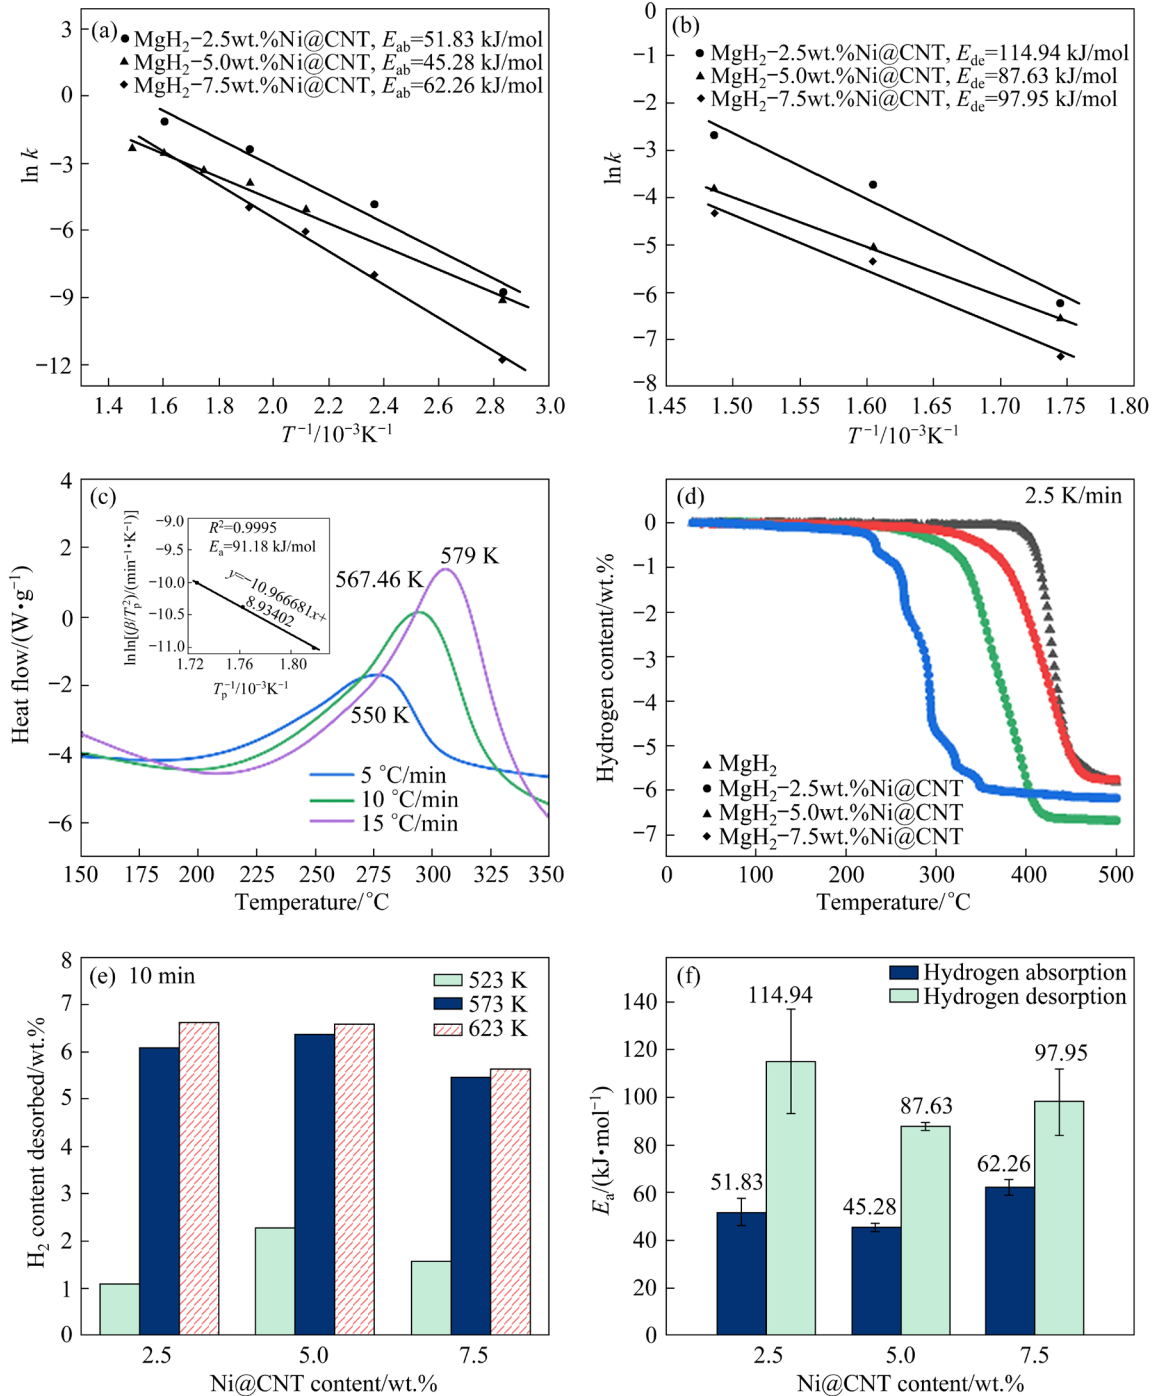 (a)
MgH₂−2.5wt.%Ni@CNT, E_ab=51.83 kJ/mol
MgH₂−5.0wt.%Ni@CNT, E_ab=45.28 kJ/mol
MgH₂−7.5wt.%Ni@CNT, E_ab=62.26 kJ/mol
3
0
−3
−6
−9
−12
ln k
1.4 1.6 2.0 2.2 2.6 2.8 3.0
T⁻¹/10⁻³K⁻¹
(b)
MgH₂−2.5wt.%Ni@CNT, E_de=114.94 kJ/mol
MgH₂−5.0wt.%Ni@CNT, E_de=87.63 kJ/mol
MgH₂−7.5wt.%Ni@CNT, E_de=97.95 kJ/mol
0
−1
−2
−3
−4
−5
−6
−7
−8
ln k
1.45 1.50 1.55 1.60 1.65 1.70 1.75 1.80
T⁻¹/10⁻³K⁻¹
(c)
4
2
0
−2
−4
−6
Heat flow/(W•g⁻¹)
−9.0
−9.5
−10.0
−10.5
−11.0
lnln[(β/T_p²)/(min⁻¹•K⁻¹)]
R²=0.9995
E_a=91.18 kJ/mol
y=−10.966681x+
8.93402
1.72 1.76 1.80
T_p⁻¹/10⁻³K⁻¹
579 K
567.46 K
550 K
5 °C/min
10 °C/min
15 °C/min
150 175 200 225 250 275 300 325 350
Temperature/°C
(d)
2.5 K/min
0
−1
−2
−3
−4
−5
−6
−7
Hydrogen content/wt.%
MgH₂
MgH₂−2.5wt.%Ni@CNT
MgH₂−5.0wt.%Ni@CNT
MgH₂−7.5wt.%Ni@CNT
0 100 200 300 400 500
Temperature/°C
(e) 10 min
523 K
573 K
623 K
8
7
6
5
4
3
2
1
0
H₂ content desorbed/wt.%
2.5 5.0 7.5
Ni@CNT content/wt.%
(f)
Hydrogen absorption
Hydrogen desorption
140
120
100
80
60
40
20
0
E_a/(kJ•mol⁻¹)
114.94
97.95
87.63
62.26
51.83
45.28
2.5 5.0 7.5
Ni@CNT content/wt.%